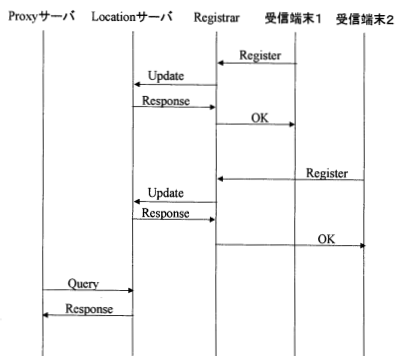 Proxyサーバ Locationサーバ Registrar 受信端末1 受信端末2
Register
Update
Response
OK
Register
Update
Response
OK
Query
Response